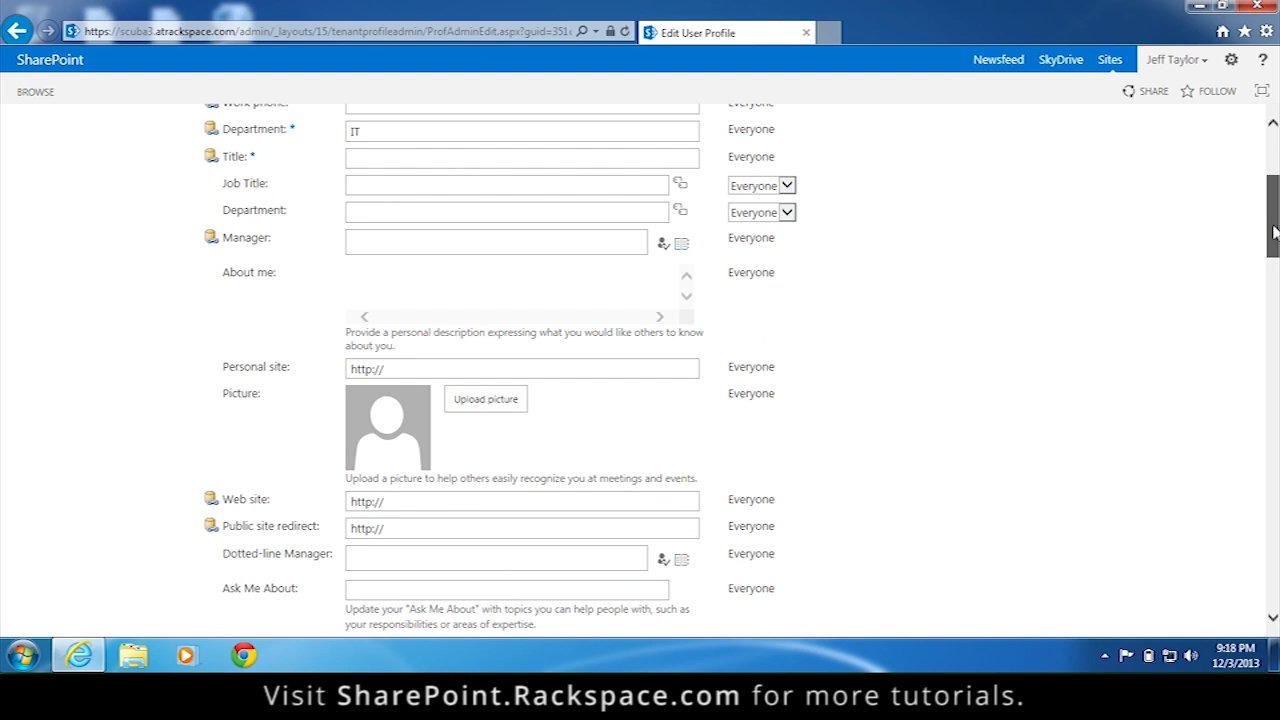 https://scuba3.atrackspace.com/admin/_layouts/15/tenantprofileadmin/ProfAdminEdit.aspx?guid=351
Edit User Profile
SharePoint
Newsfeed SkyDrive Sites Jeff Taylor
BROWSE
SHARE FOLLOW
Work phone: Everyone
Department: * IT Everyone
Title: * Everyone
Job Title: Everyone
Department: Everyone
Manager: Everyone
About me: Everyone
Provide a personal description expressing what you would like others to know
about you.
Personal site: http:// Everyone
Picture: Upload picture Everyone
Upload a picture to help others easily recognize you at meetings and events.
Web site: http:// Everyone
Public site redirect: http:// Everyone
Dotted-line Manager: Everyone
Ask Me About: Everyone
Update your "Ask Me About" with topics you can help people with, such as
your responsibilities or areas of expertise.
9:18 PM
12/3/2013
Visit SharePoint.Rackspace.com for more tutorials.